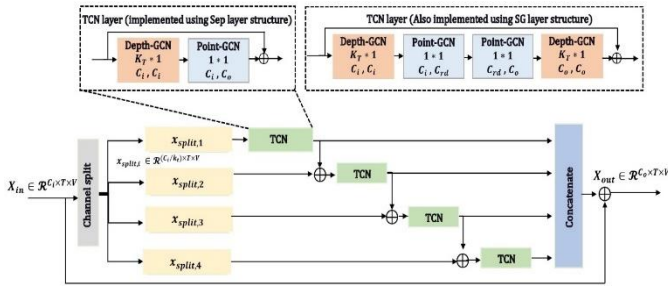 TCN layer (implemented using Sep layer structure)
Depth-GCN
K_T * 1
C_i , C_i
Point-GCN
1 * 1
C_i , C_o
TCN layer (Also implemented using SG layer structure)
Depth-GCN
K_T * 1
C_i , C_i
Point-GCN
1 * 1
C_i , C_rd
Point-GCN
1 * 1
C_rd , C_o
Depth-GCN
K_T * 1
C_o , C_o
X_in ∈ ℛ^{C_i×T×V}
Channel split
x_split,1
x_split,i ∈ ℛ^{(C_i/k_t)×T×V}
x_split,2
x_split,3
x_split,4
TCN
TCN
TCN
TCN
Concatenate
X_out ∈ ℛ^{C_o×T×V}